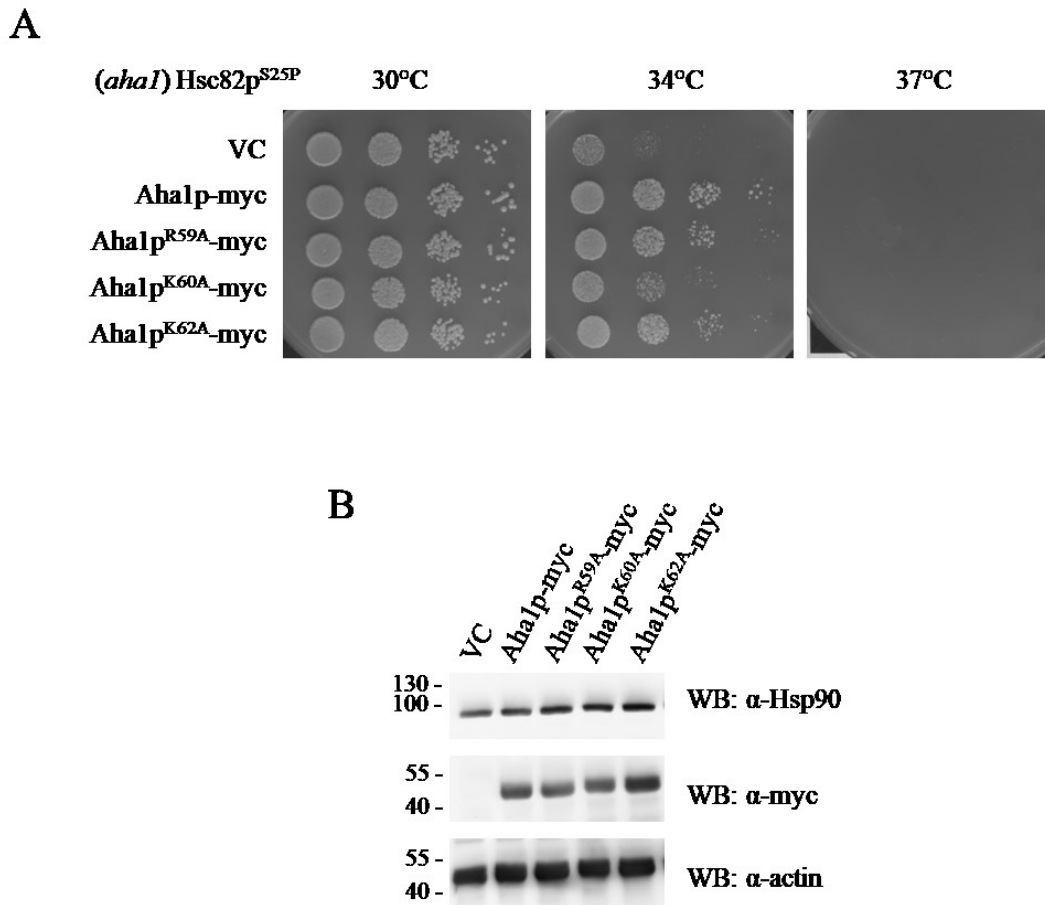 A
(aha1) Hsc82pS25P 30°C 34°C 37°C
VC
Aha1p-myc
Aha1pR59A-myc
Aha1pK60A-myc
Aha1pK62A-myc
B
VC
Aha1p-myc
Aha1pR59A-myc
Aha1pK60A-myc
Aha1pK62A-myc
130 -
100 - WB: α-Hsp90
55 -
40 - WB: α-myc
55 -
40 - WB: α-actin